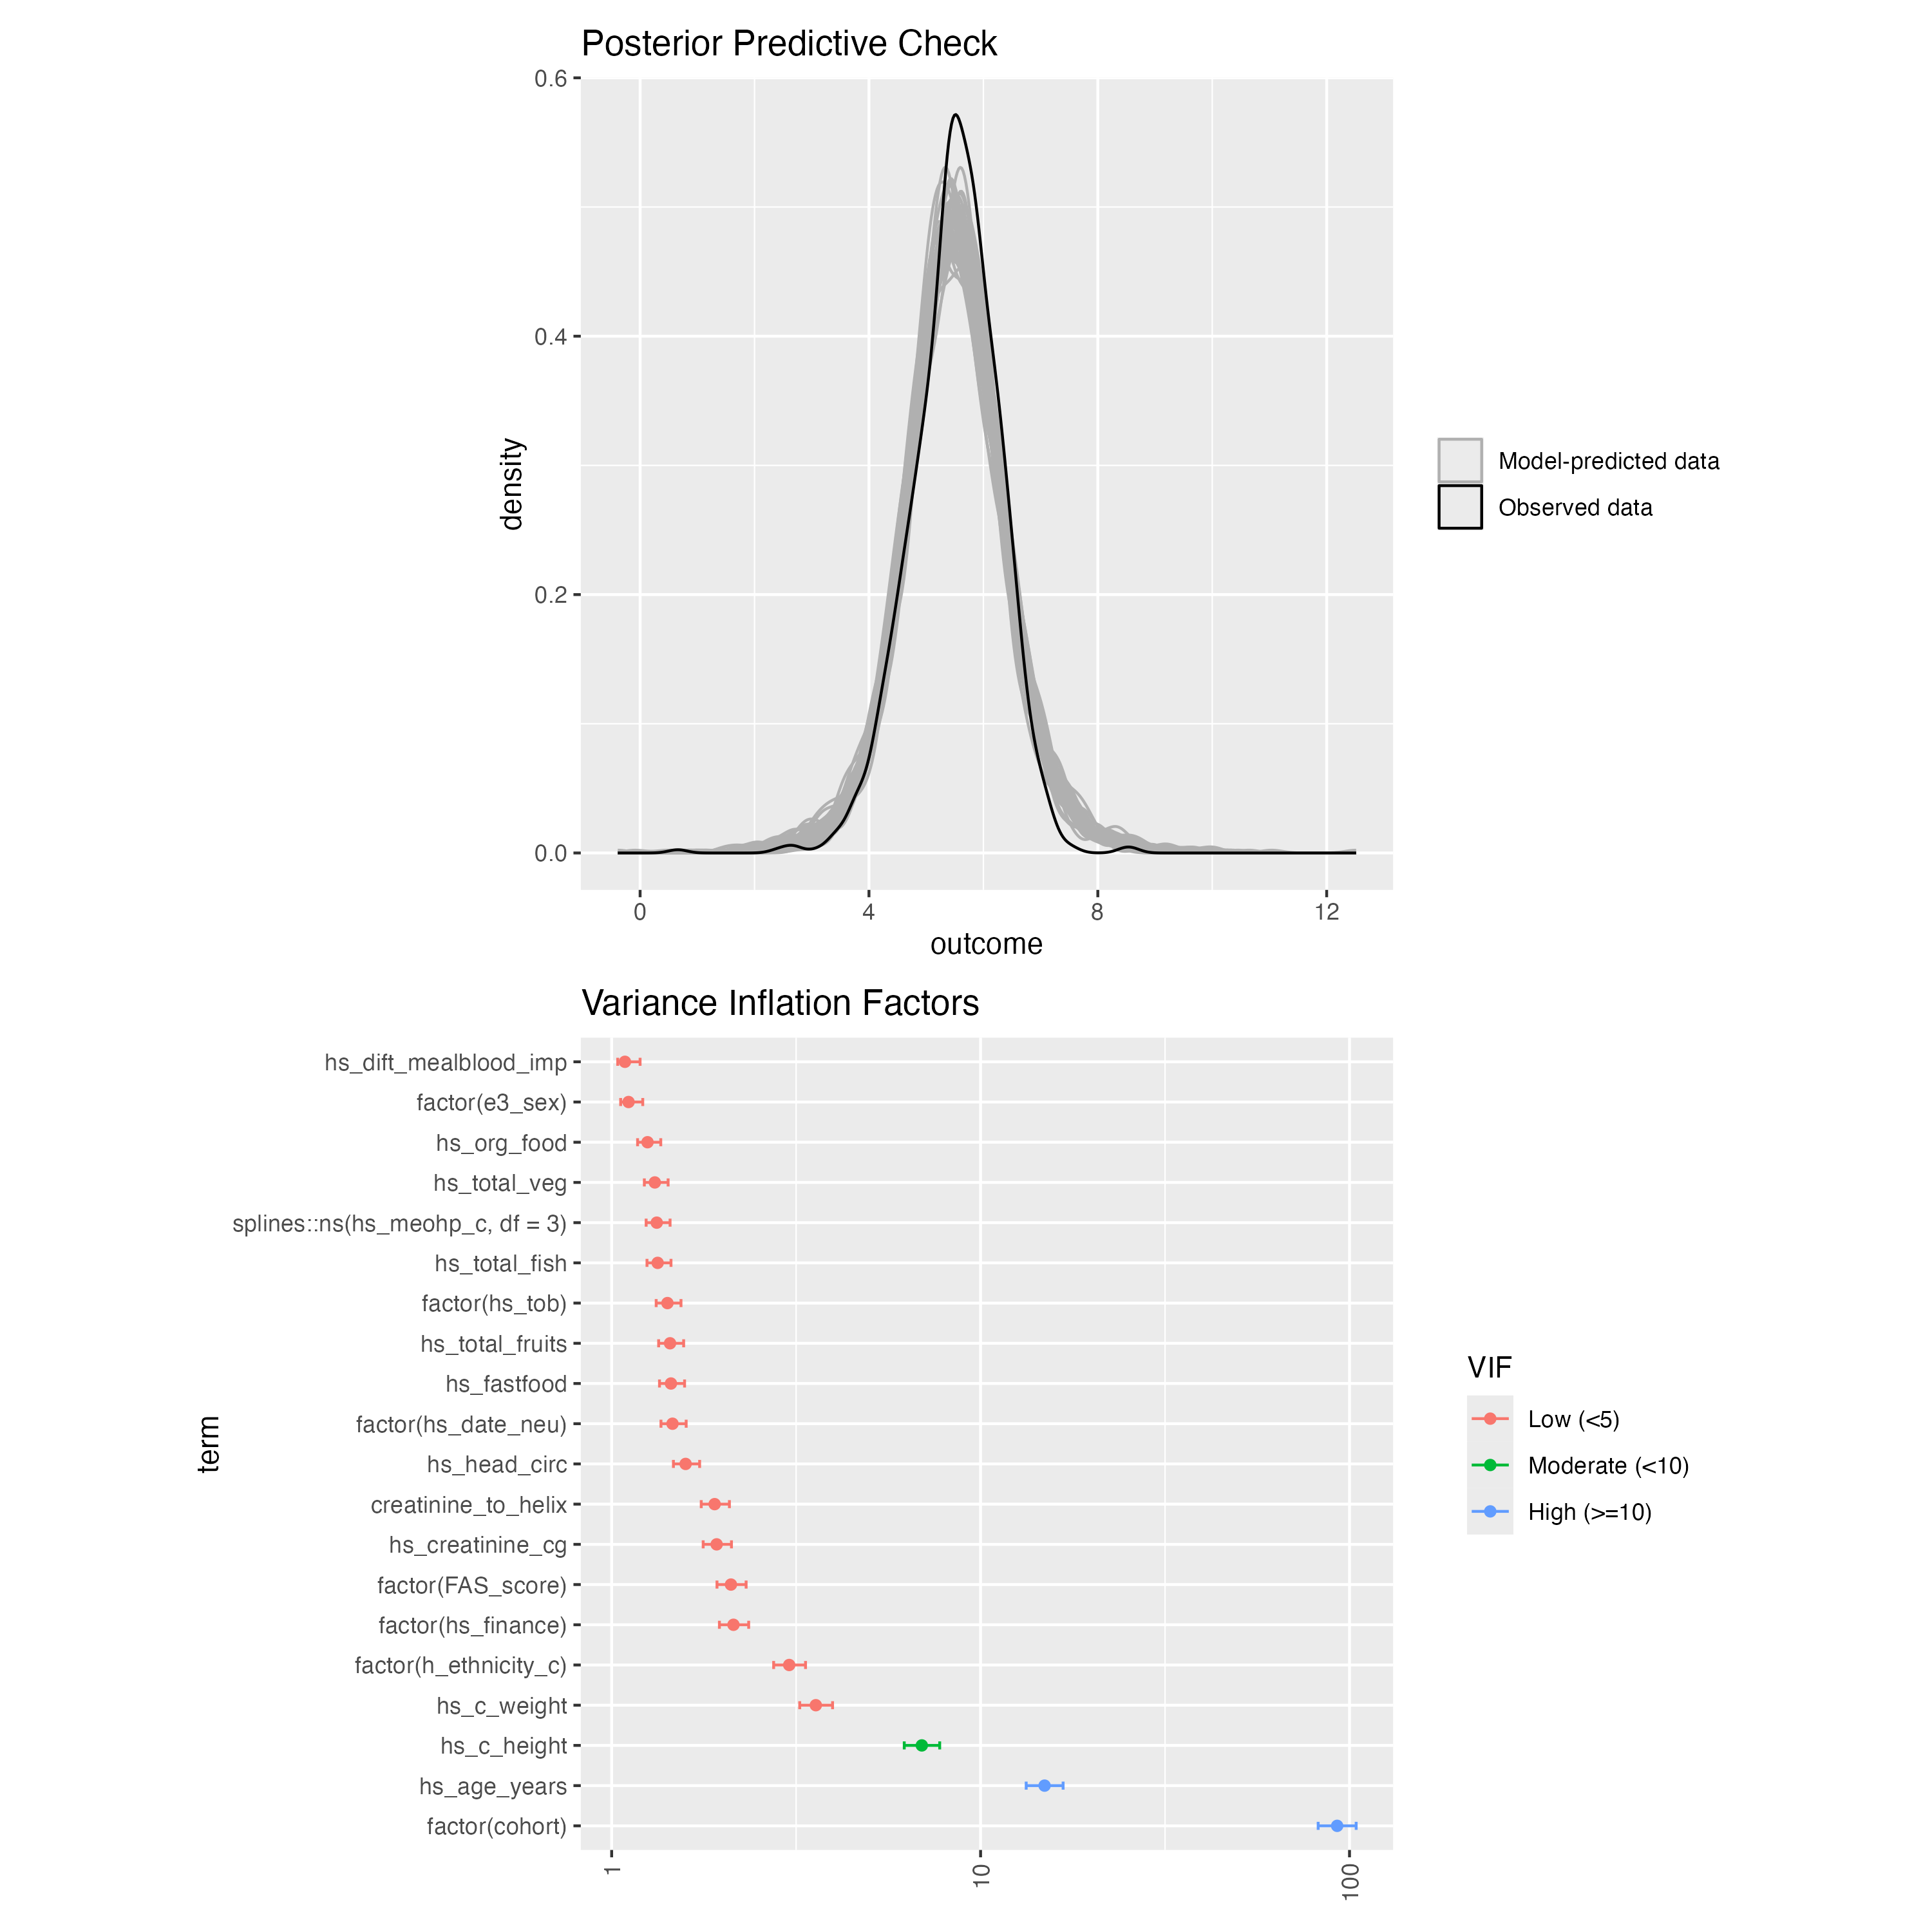 Posterior Predictive Check
0.6
0.4
0.2
0.0
density
0
4
8
12
outcome
Model-predicted data
Observed data
Variance Inflation Factors
term
hs_dift_mealblood_imp
factor(e3_sex)
hs_org_food
hs_total_veg
splines::ns(hs_meohp_c, df = 3)
hs_total_fish
factor(hs_tob)
hs_total_fruits
hs_fastfood
factor(hs_date_neu)
hs_head_circ
creatinine_to_helix
hs_creatinine_cg
factor(FAS_score)
factor(hs_finance)
factor(h_ethnicity_c)
hs_c_weight
hs_c_height
hs_age_years
factor(cohort)
1
10
100
VIF
Low (<5)
Moderate (<10)
High (>=10)